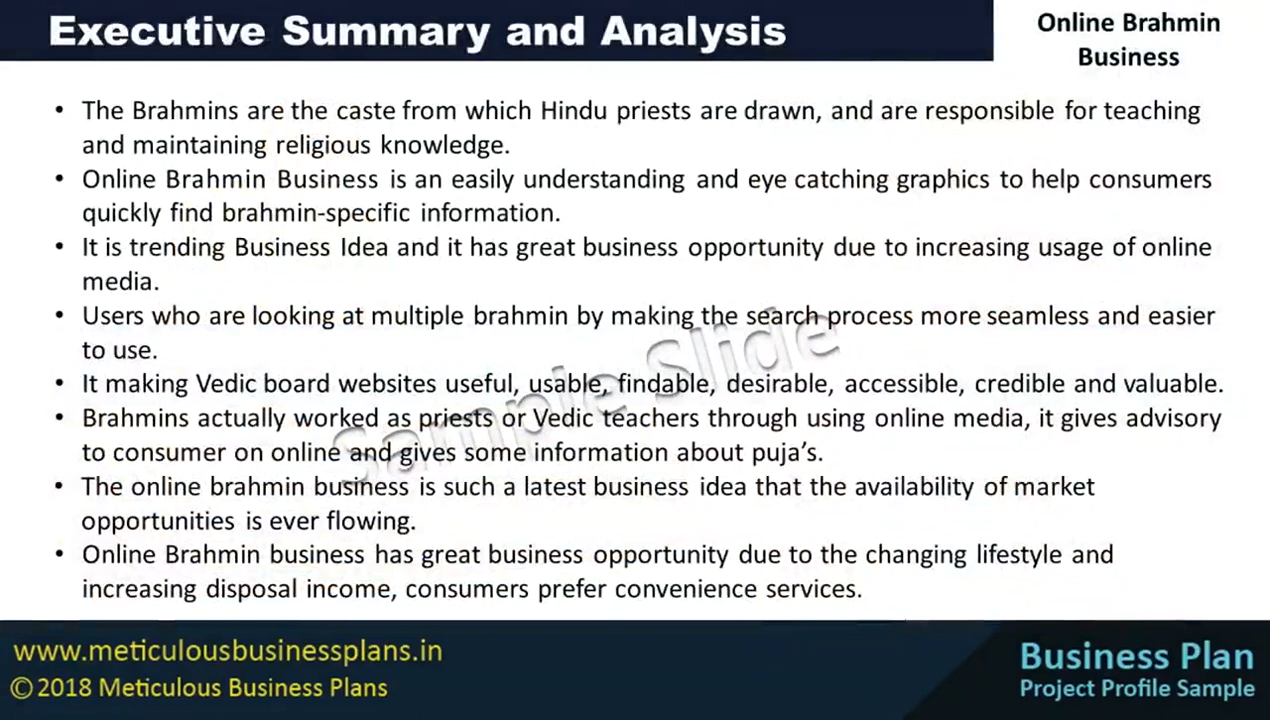 Executive Summary and Analysis
Online Brahmin
Business
• The Brahmins are the caste from which Hindu priests are drawn, and are responsible for teaching
and maintaining religious knowledge.
• Online Brahmin Business is an easily understanding and eye catching graphics to help consumers
quickly find brahmin-specific information.
• It is trending Business Idea and it has great business opportunity due to increasing usage of online
media.
• Users who are looking at multiple brahmin by making the search process more seamless and easier
to use.
• It making Vedic board websites useful, usable, findable, desirable, accessible, credible and valuable.
• Brahmins actually worked as priests or Vedic teachers through using online media, it gives advisory
to consumer on online and gives some information about puja’s.
• The online brahmin business is such a latest business idea that the availability of market
opportunities is ever flowing.
• Online Brahmin business has great business opportunity due to the changing lifestyle and
increasing disposal income, consumers prefer convenience services.
Sample Slide
www.meticulousbusinessplans.in
©2018 Meticulous Business Plans
Business Plan
Project Profile Sample